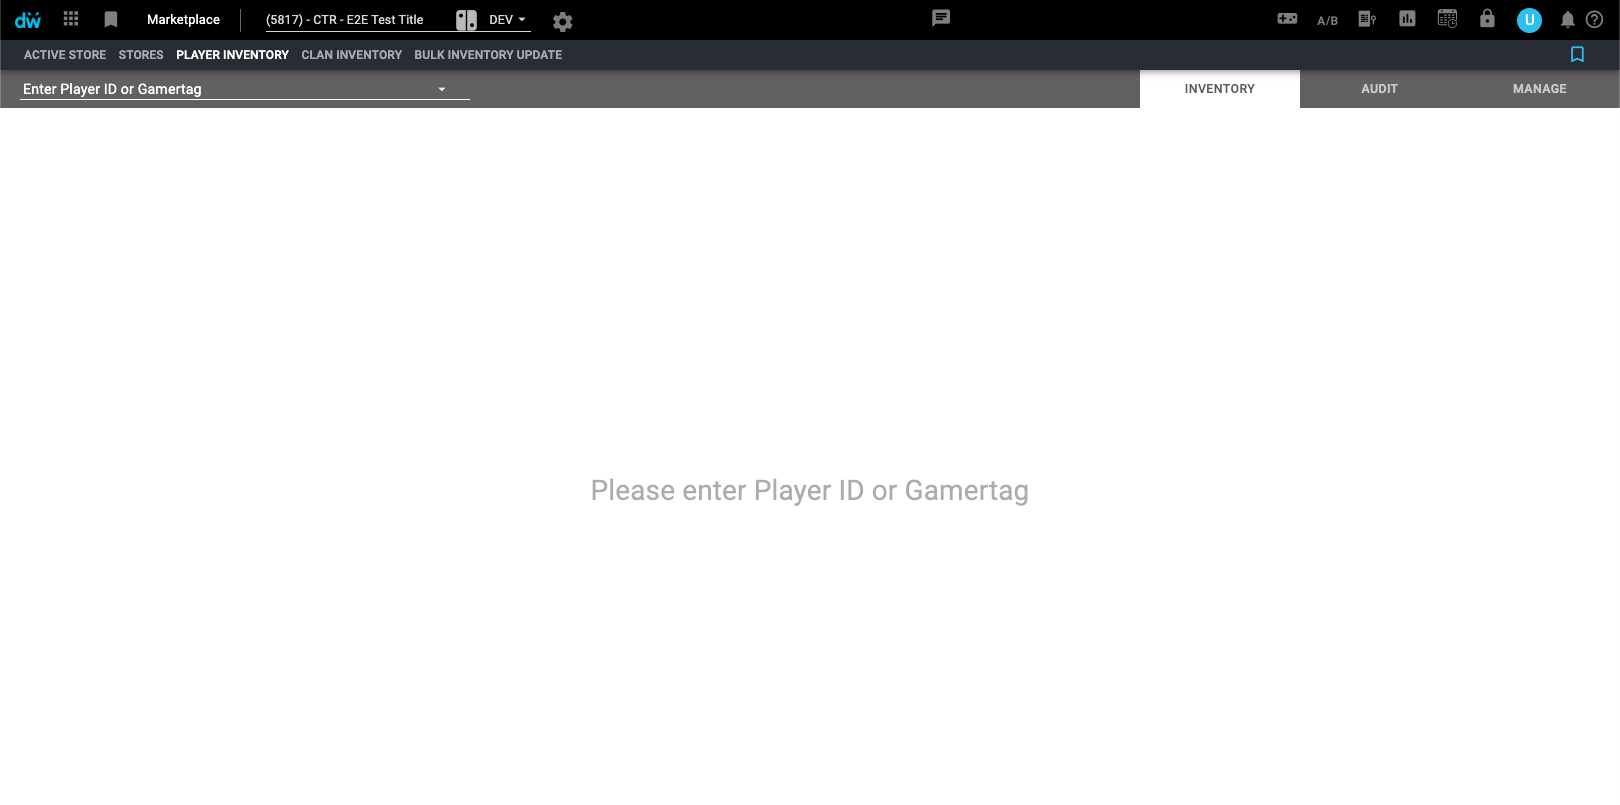 dw Marketplace (5817) - CTR - E2E Test Title DEV A/B U
ACTIVE STORE STORES PLAYER INVENTORY CLAN INVENTORY BULK INVENTORY UPDATE
Enter Player ID or Gamertag INVENTORY AUDIT MANAGE
Please enter Player ID or Gamertag